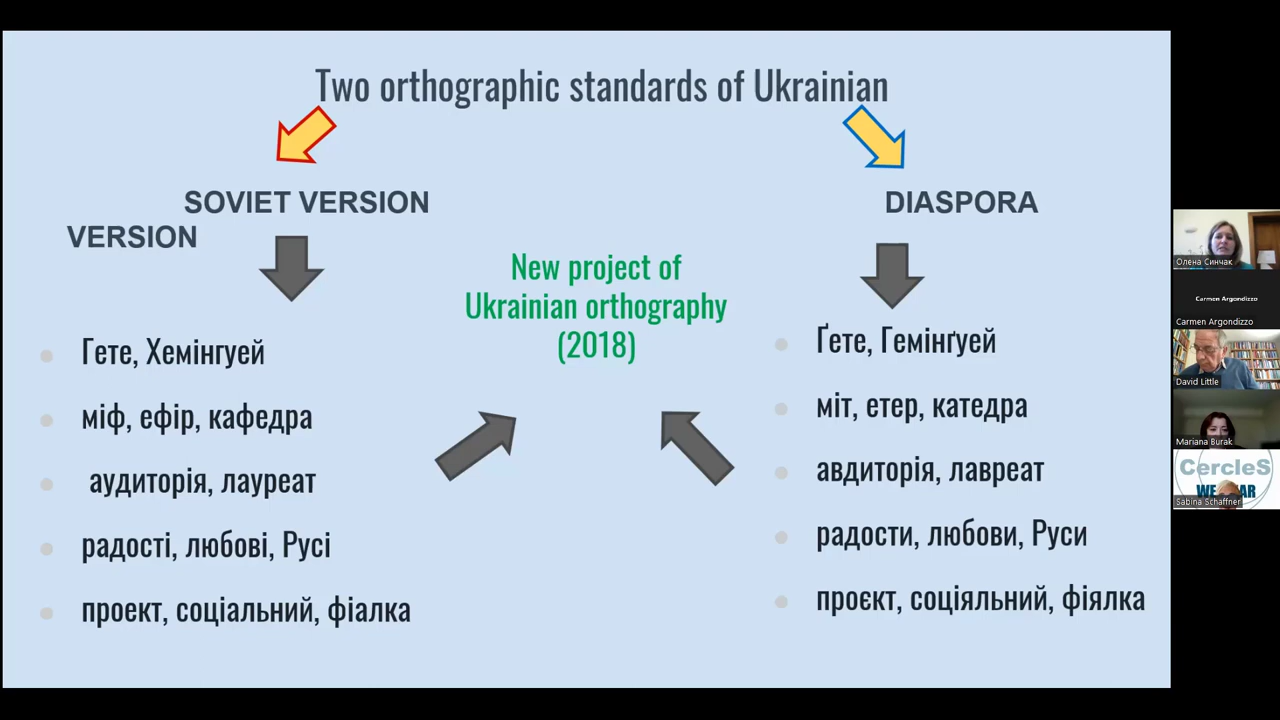 Two orthographic standards of Ukrainian
SOVIET VERSION
DIASPORA
VERSION
New project of
Ukrainian orthography
(2018)
Гете, Хемінгуей
міф, ефір, кафедра
аудиторія, лауреат
радості, любові, Русі
проект, соціальний, фіалка
Ґете, Гемінґуей
міт, етер, катедра
авдиторія, лавреат
радости, любови, Руси
проєкт, соціяльний, фіялка
Олена Синчак
Carmen Argondizzo
Carmen Argondizzo
David Little
Mariana Burak
CercleS
Sabina Schaffner